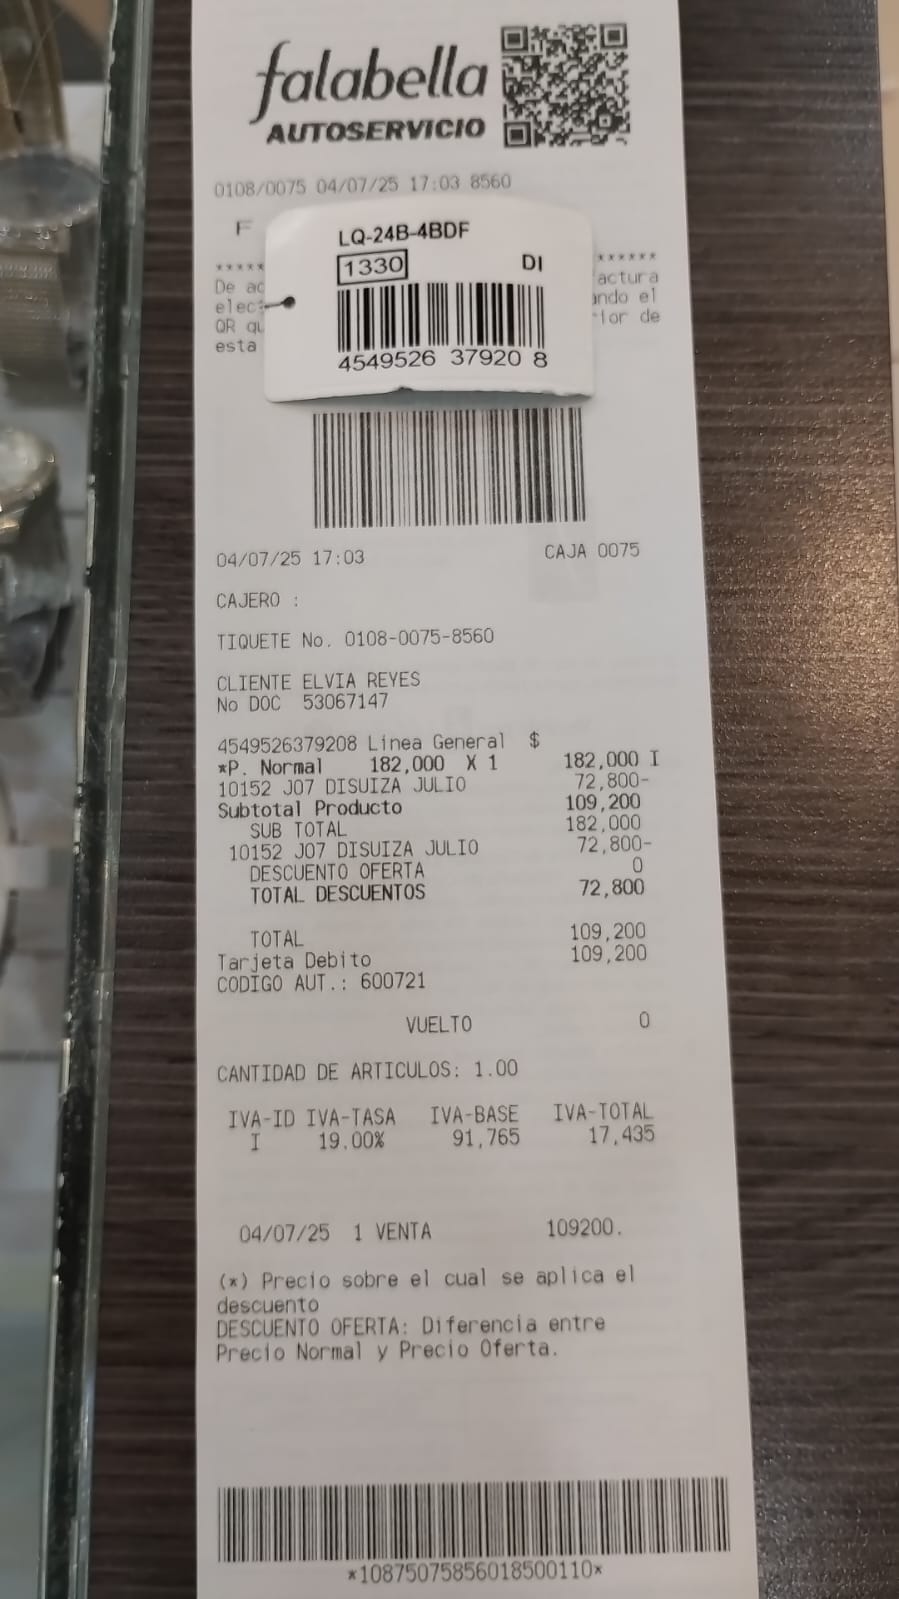 falabella
AUTOSERVICIO
0108/0075 04/07/25 17:03 8560
F
LQ-24B-4BDF
1330 DI
4549526 37920 8
***** ******
De actura
elec ando el
QR rior de
esta
04/07/25 17:03 CAJA 0075
CAJERO :
TIQUETE No. 0108-0075-8560
CLIENTE ELVIA REYES
No DOC 53067147
4549526379208 Linea General $
*P. Normal 182,000 X 1 182,000 I
10152 J07 DISUIZA JULIO 72,800-
Subtotal Producto 109,200
SUB TOTAL 182,000
10152 J07 DISUIZA JULIO 72,800-
DESCUENTO OFERTA 0
TOTAL DESCUENTOS 72,800
TOTAL 109,200
Tarjeta Debito 109,200
CODIGO AUT.: 600721
VUELTO 0
CANTIDAD DE ARTICULOS: 1.00
IVA-ID IVA-TASA IVA-BASE IVA-TOTAL
I 19.00% 91,765 17,435
04/07/25 1 VENTA 109200.
(*) Precio sobre el cual se aplica el
descuento
DESCUENTO OFERTA: Diferencia entre
Precio Normal y Precio Oferta.
*10875075856018500110*